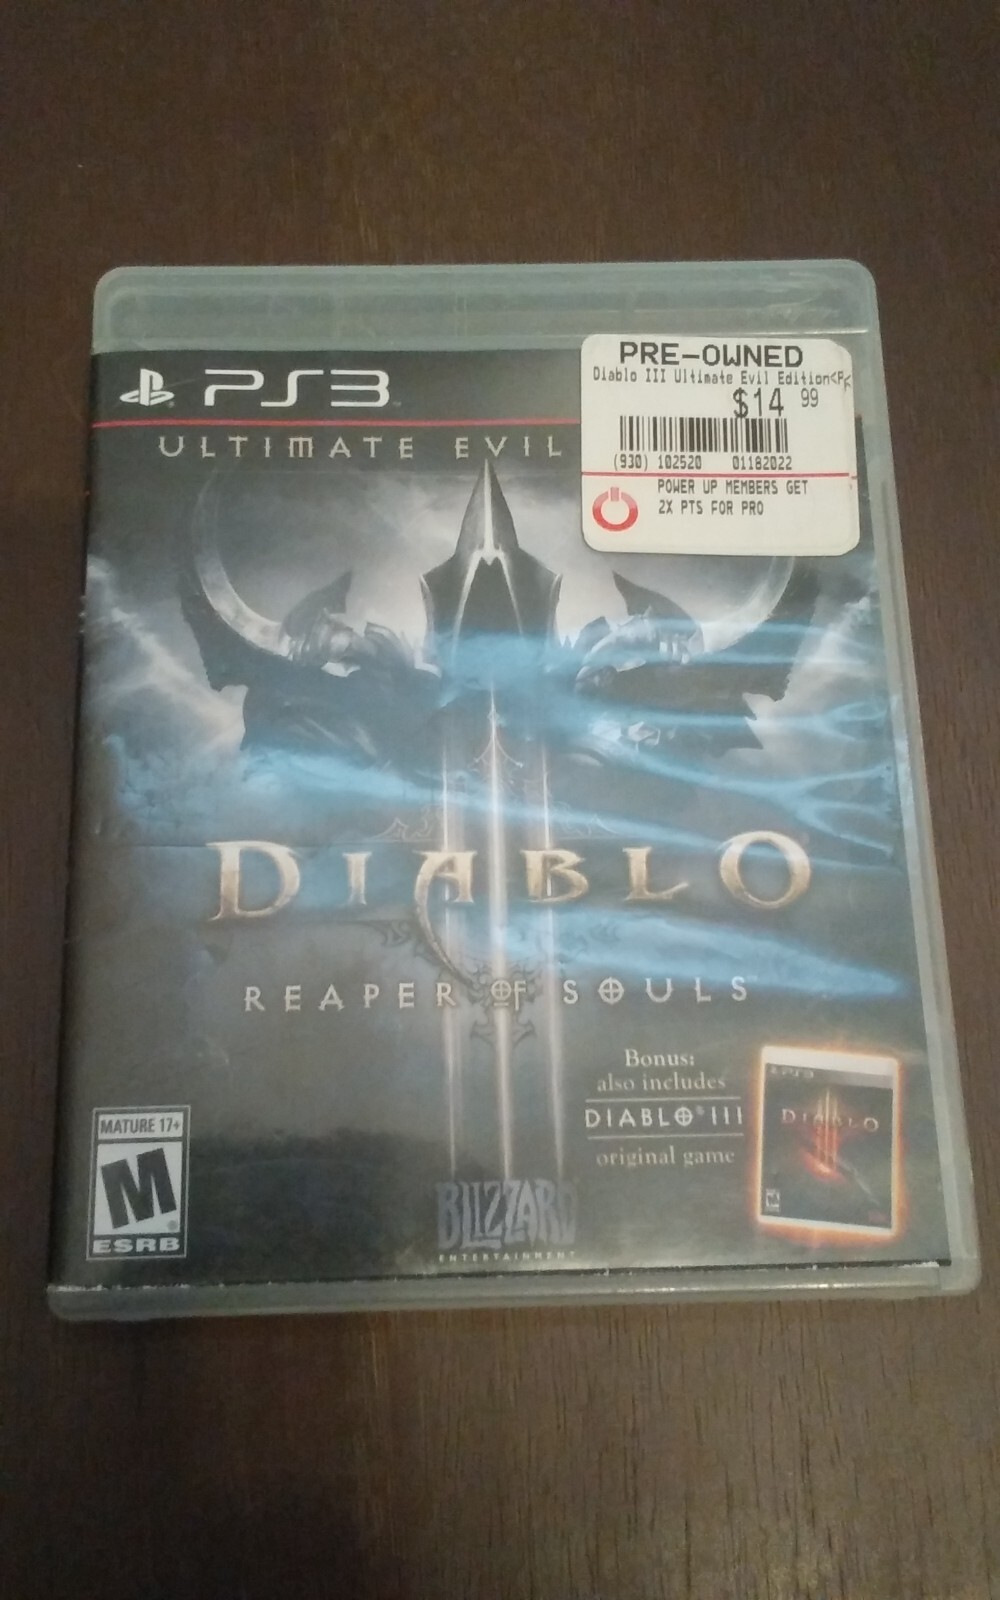 PS3
ULTIMATE EVIL
PRE-OWNED
Diablo III Ultimate Evil Edition<P
$14 99
(930) 102520 01182022
POWER UP MEMBERS GET
2X PTS FOR PRO
DIABLO
REAPER OF SOULS
Bonus:
also includes
DIABLO® III
original game
PS3
DIABLO
MATURE 17+
M
ESRB
BLIZZARD
ENTERTAINMENT